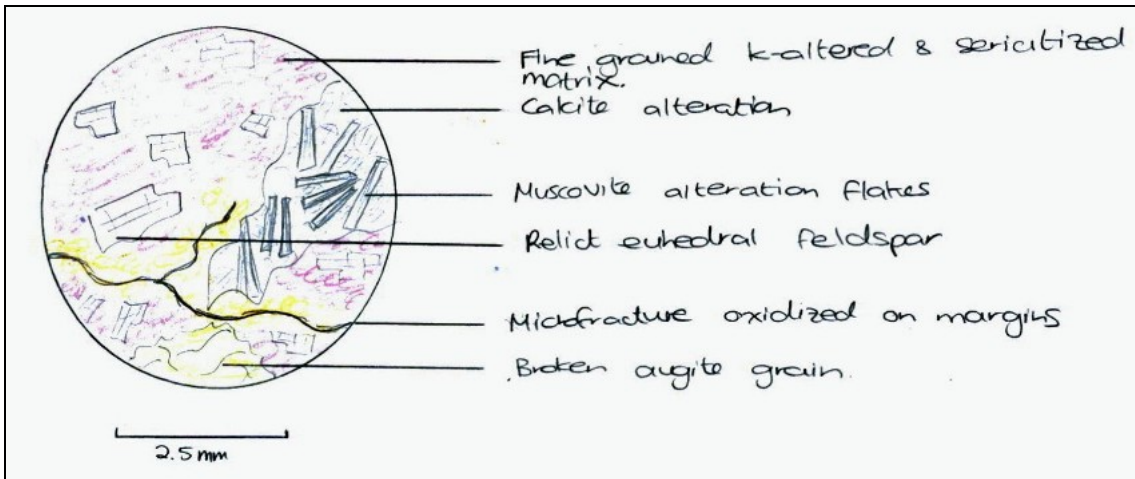 Fine grained k-altered & sericitized
matrix.
Calcite alteration
Muscovite alteration flakes
Relict euhedral feldspar
Microfracture oxidized on margins
Broken augite grain.
2.5mm